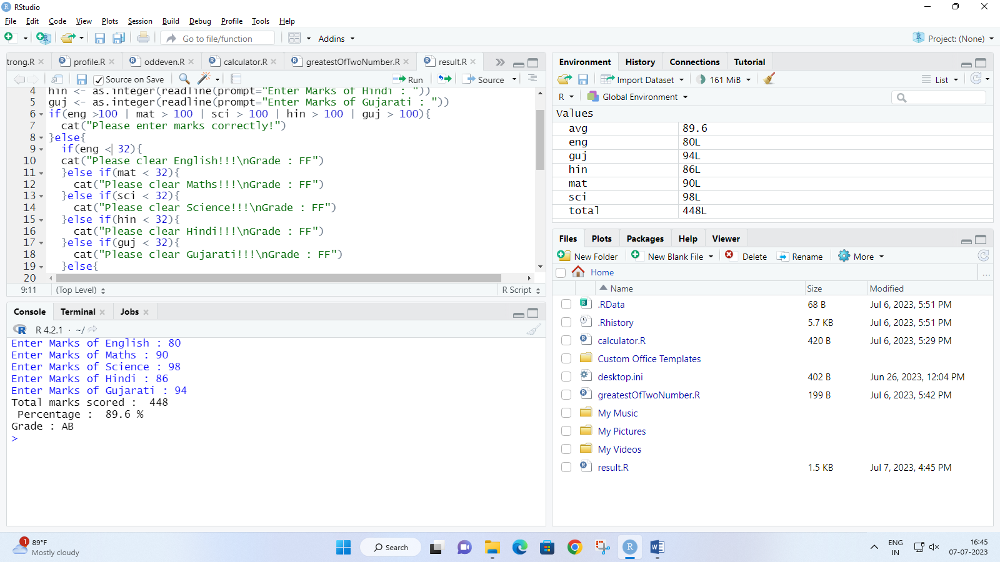 RStudio
File Edit Code View Plots Session Build Debug Profile Tools Help
Go to file/function Addins Project: (None)
trong.R profile.R oddeven.R calculator.R greatestOfTwoNumber.R result.R
Source on Save Run Source
4 hin <- as.integer(readline(prompt="Enter Marks of Hindi : "))
5 guj <- as.integer(readline(prompt="Enter Marks of Gujarati : "))
6 if(eng >100 | mat > 100 | sci > 100 | hin > 100 | guj > 100){
7 cat("Please enter marks correctly!")
8 }else{
9 if(eng < 32){
10 cat("Please clear English!!!\nGrade : FF")
11 }else if(mat < 32){
12 cat("Please clear Maths!!!\nGrade : FF")
13 }else if(sci < 32){
14 cat("Please clear Science!!!\nGrade : FF")
15 }else if(hin < 32){
16 cat("Please clear Hindi!!!\nGrade : FF")
17 }else if(guj < 32){
18 cat("Please clear Gujarati!!!\nGrade : FF")
19 }else{
20
9:11 (Top Level) R Script
Console Terminal Jobs
R 4.2.1 · ~/
Enter Marks of English : 80
Enter Marks of Maths : 90
Enter Marks of Science : 98
Enter Marks of Hindi : 86
Enter Marks of Gujarati : 94
Total marks scored : 448
Percentage : 89.6 %
Grade : AB
>
Environment History Connections Tutorial
Import Dataset 161 MiB List
R Global Environment
Values
avg 89.6
eng 80L
guj 94L
hin 86L
mat 90L
sci 98L
total 448L
Files Plots Packages Help Viewer
New Folder New Blank File Delete Rename More
Home ...
Name Size Modified
.RData 68 B Jul 6, 2023, 5:51 PM
.Rhistory 5.7 KB Jul 6, 2023, 5:51 PM
calculator.R 420 B Jul 6, 2023, 5:29 PM
Custom Office Templates
desktop.ini 402 B Jun 26, 2023, 12:04 PM
greatestOfTwoNumber.R 199 B Jul 6, 2023, 5:42 PM
My Music
My Pictures
My Videos
result.R 1.5 KB Jul 7, 2023, 4:45 PM
1 89°F
Mostly cloudy
Search
ENG
IN
16:45
07-07-2023